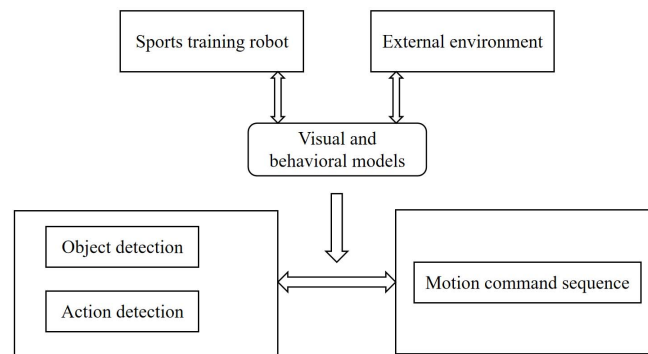 Sports training robot
External environment
Visual and
behavioral models
Object detection
Action detection
Motion command sequence